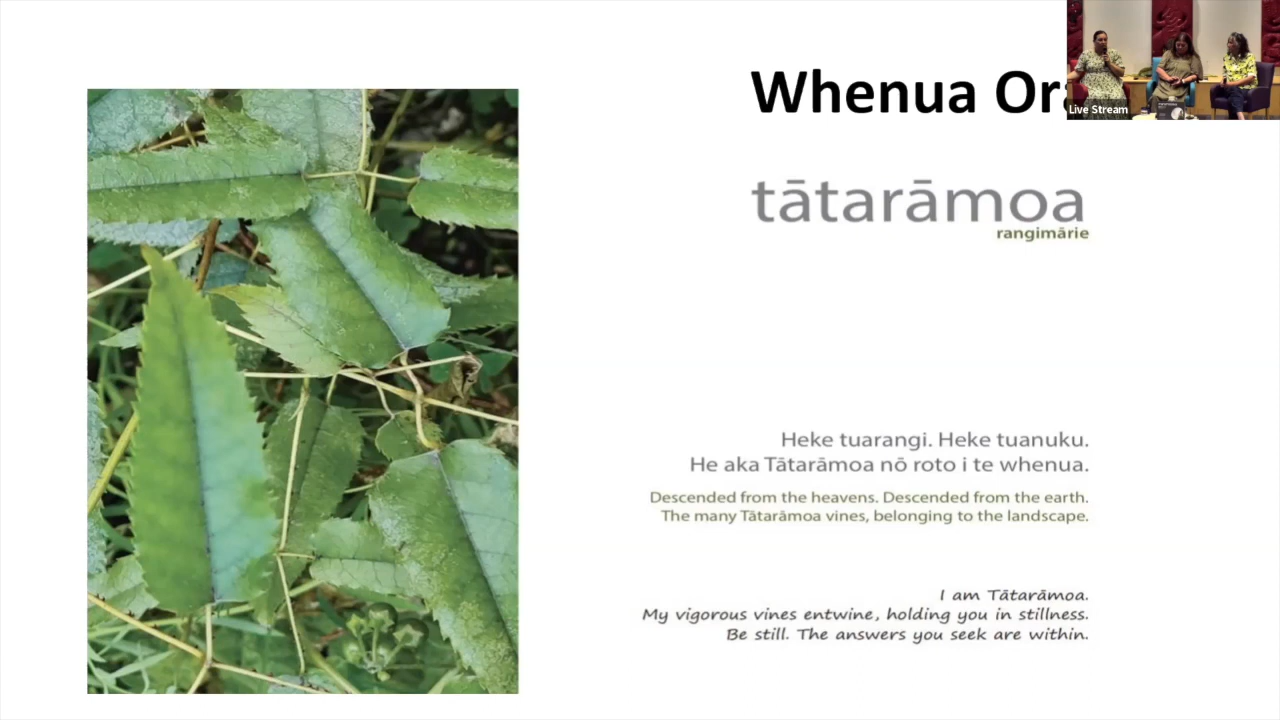 Whenua Ora
Live Stream
tātarāmoa
rangimārie
Heke tuarangi. Heke tuanuku.
He aka Tātarāmoa nō roto i te whenua.
Descended from the heavens. Descended from the earth.
The many Tātarāmoa vines, belonging to the landscape.
I am Tātarāmoa.
My vigorous vines entwine, holding you in stillness.
Be still. The answers you seek are within.